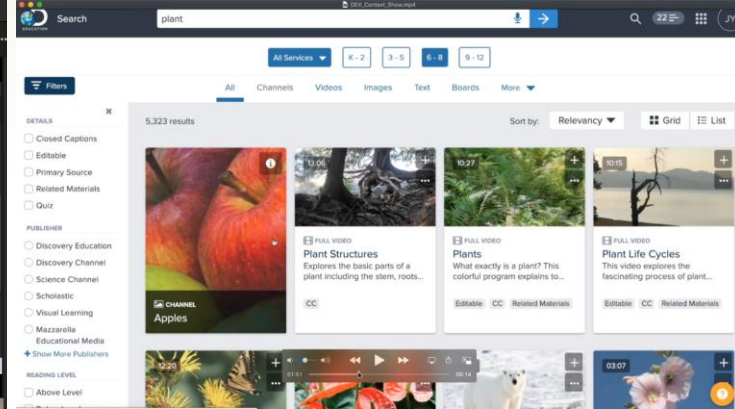 DEX_Context_Show.mp4
EDUCATION
Search
plant
22
JY
All Services
K - 2
3 - 5
6 - 8
9 - 12
Filters
All
Channels
Videos
Images
Text
Boards
More
DETAILS
Closed Captions
Editable
Primary Source
Related Materials
Quiz
PUBLISHER
Discovery Education
Discovery Channel
Science Channel
Scholastic
Visual Learning
Mazzarella
Educational Media
+ Show More Publishers
READING LEVEL
Above Level
5,323 results
Sort by:
Relevancy
Grid
List
CHANNEL
Apples
13:06
FULL VIDEO
Plant Structures
Explores the basic parts of a
plant including the stem, roots...
CC
10:27
FULL VIDEO
Plants
What exactly is a plant? This
colorful program explains to...
Editable CC Related Materials
10:15
FULL VIDEO
Plant Life Cycles
This video explores the
fascinating process of plant...
Editable CC Related Materials
12:20
01:51
05:14
03:07